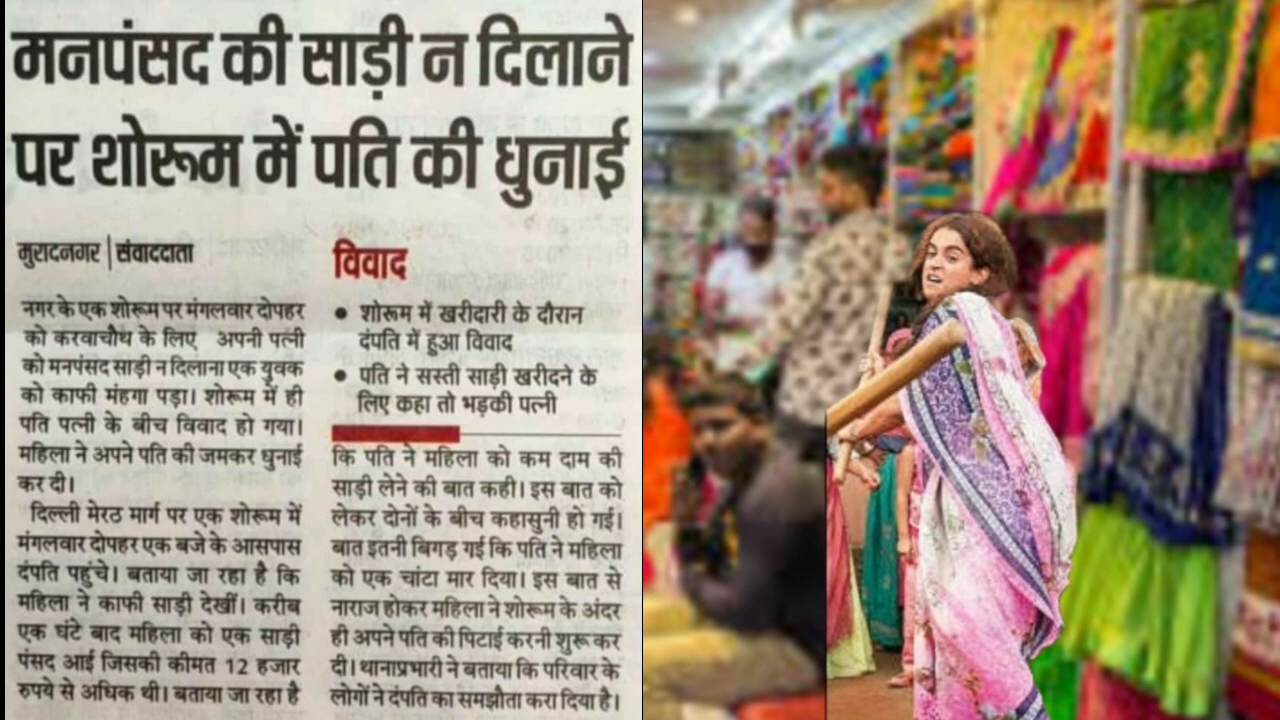 मनपंसद की साड़ी न दिलाने
पर शोरूम में पति की धुनाई
मुरादनगर | संवाददाता
नगर के एक शोरूम पर मंगलवार दोपहर
को करवाचौथ के लिए अपनी पत्नी
को मनपंसद साड़ी न दिलाना एक युवक
को काफी मंहगा पड़ा। शोरूम में ही
पति पत्नी के बीच विवाद हो गया।
महिला ने अपने पति की जमकर धुनाई
कर दी।
दिल्ली मेरठ मार्ग पर एक शोरूम में
मंगलवार दोपहर एक बजे के आसपास
दंपति पहुंचे। बताया जा रहा है कि
महिला ने काफी साड़ी देखीं। करीब
एक घंटे बाद महिला को एक साड़ी
पंसद आई जिसकी कीमत 12 हजार
रुपये से अधिक थी। बताया जा रहा है
विवाद
● शोरूम में खरीदारी के दौरान
दंपति में हुआ विवाद
● पति ने सस्ती साड़ी खरीदने के
लिए कहा तो भड़की पत्नी
कि पति ने महिला को कम दाम की
साड़ी लेने की बात कही। इस बात को
लेकर दोनों के बीच कहासुनी हो गई।
बात इतनी बिगड़ गई कि पति ने महिला
को एक चांटा मार दिया। इस बात से
नाराज होकर महिला ने शोरूम के अंदर
ही अपने पति की पिटाई करनी शुरू कर
दी। थानाप्रभारी ने बताया कि परिवार के
लोगों ने दंपति का समझौता करा दिया है।